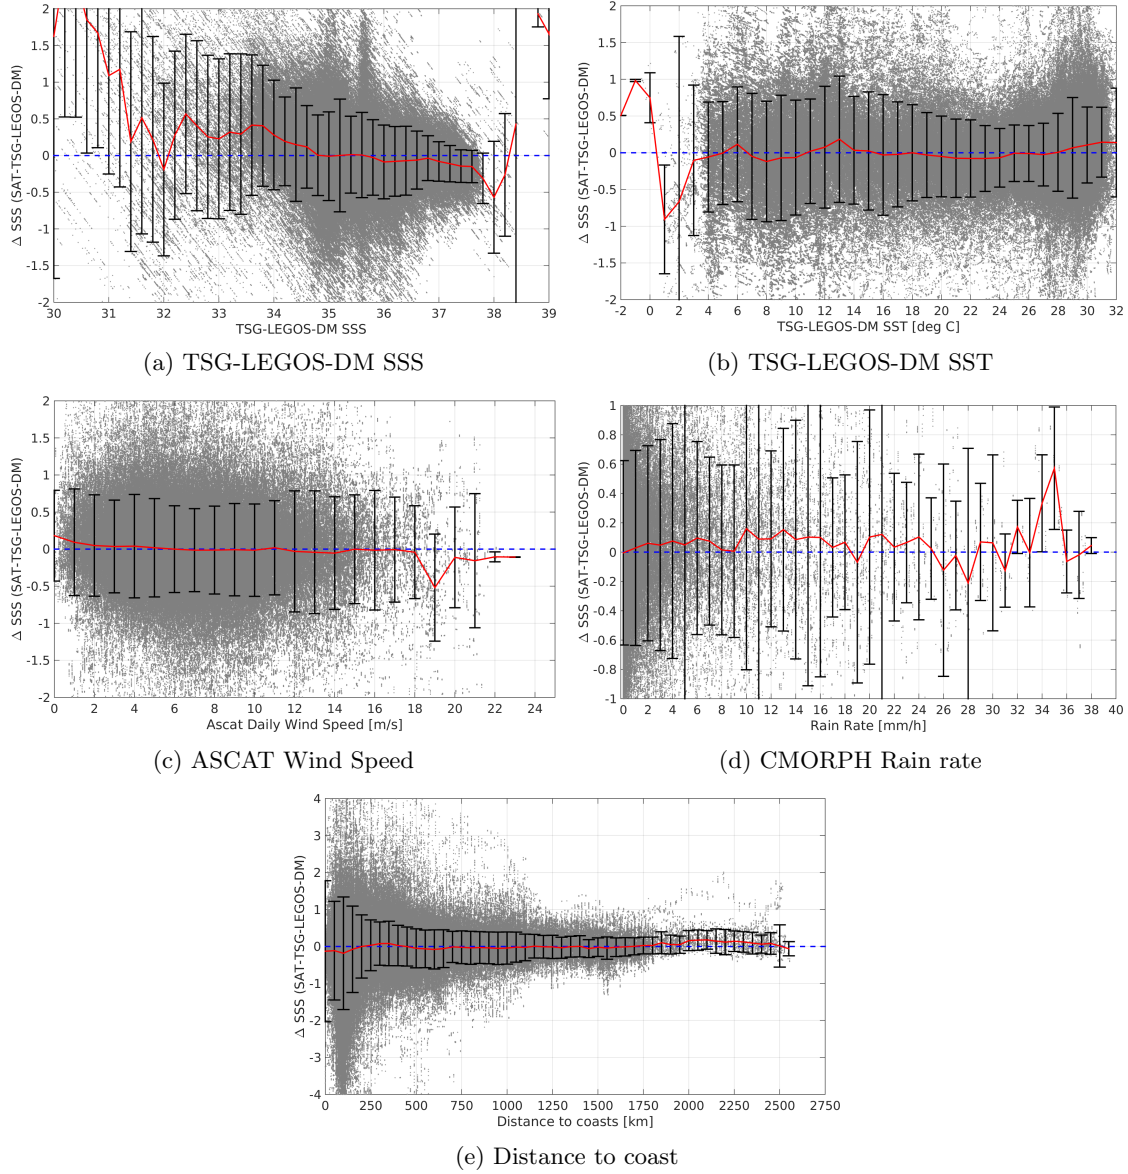 Δ SSS (SAT-TSG-LEGOS-DM)
2
1.5
1
0.5
0
-0.5
-1
-1.5
-2
30 31 32 33 34 35 36 37 38 39
TSG-LEGOS-DM SSS
(a) TSG-LEGOS-DM SSS
Δ SSS (SAT-TSG-LEGOS-DM)
2
1.5
1
0.5
0
-0.5
-1
-1.5
-2
-2 0 2 4 6 8 10 12 14 16 18 20 22 24 26 28 30 32
TSG-LEGOS-DM SST [deg C]
(b) TSG-LEGOS-DM SST
Δ SSS (SAT-TSG-LEGOS-DM)
2
1.5
1
0.5
0
-0.5
-1
-1.5
-2
0 2 4 6 8 10 12 14 16 18 20 22 24
Ascat Daily Wind Speed [m/s]
(c) ASCAT Wind Speed
Δ SSS (SAT-TSG-LEGOS-DM)
1
0.8
0.6
0.4
0.2
0
-0.2
-0.4
-0.6
-0.8
-1
0 2 4 6 8 10 12 14 16 18 20 22 24 26 28 30 32 34 36 38 40
Rain Rate [mm/h]
(d) CMORPH Rain rate
Δ SSS (SAT-TSG-LEGOS-DM)
4
3
2
1
0
-1
-2
-3
-4
0 250 500 750 1000 1250 1500 1750 2000 2250 2500 2750
Distance to coasts [km]
(e) Distance to coast